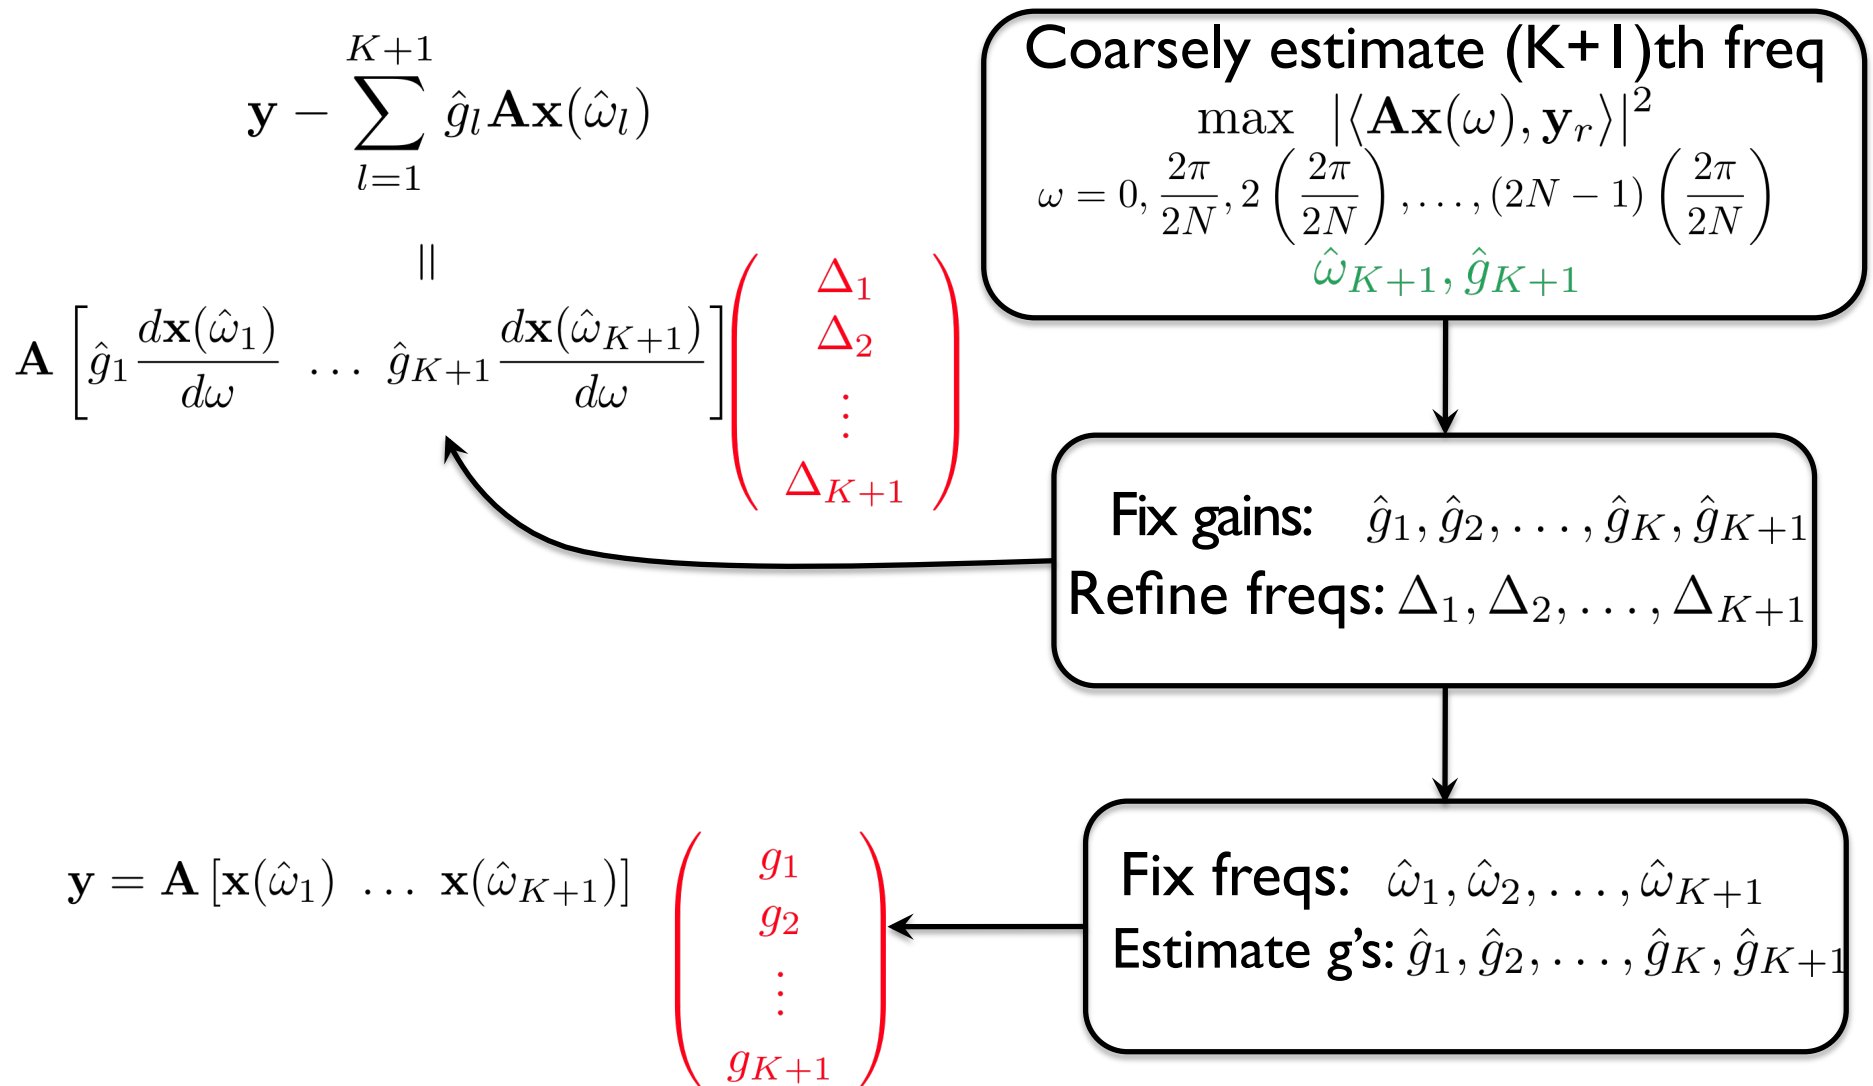 Coarsely estimate (K+1)th freq
max |⟨Ax(ω), y_r⟩|²
ω = 0, 2π/2N, 2 (2π/2N), . . . , (2N − 1) (2π/2N)
ω̂_{K+1}, ĝ_{K+1}
y − ∑_{l=1}^{K+1} ĝ_l Ax(ω̂_l)
||
A [ĝ_1 dx(ω̂_1)/dω . . . ĝ_{K+1} dx(ω̂_{K+1})/dω]
Δ_1
Δ_2
⋮
Δ_{K+1}
Fix gains: ĝ_1, ĝ_2, . . . , ĝ_K, ĝ_{K+1}
Refine freqs: Δ_1, Δ_2, . . . , Δ_{K+1}
Fix freqs: ω̂_1, ω̂_2, . . . , ω̂_{K+1}
Estimate g's: ĝ_1, ĝ_2, . . . , ĝ_K, ĝ_{K+1}
y = A [x(ω̂_1) . . . x(ω̂_{K+1})]
g_1
g_2
⋮
g_{K+1}